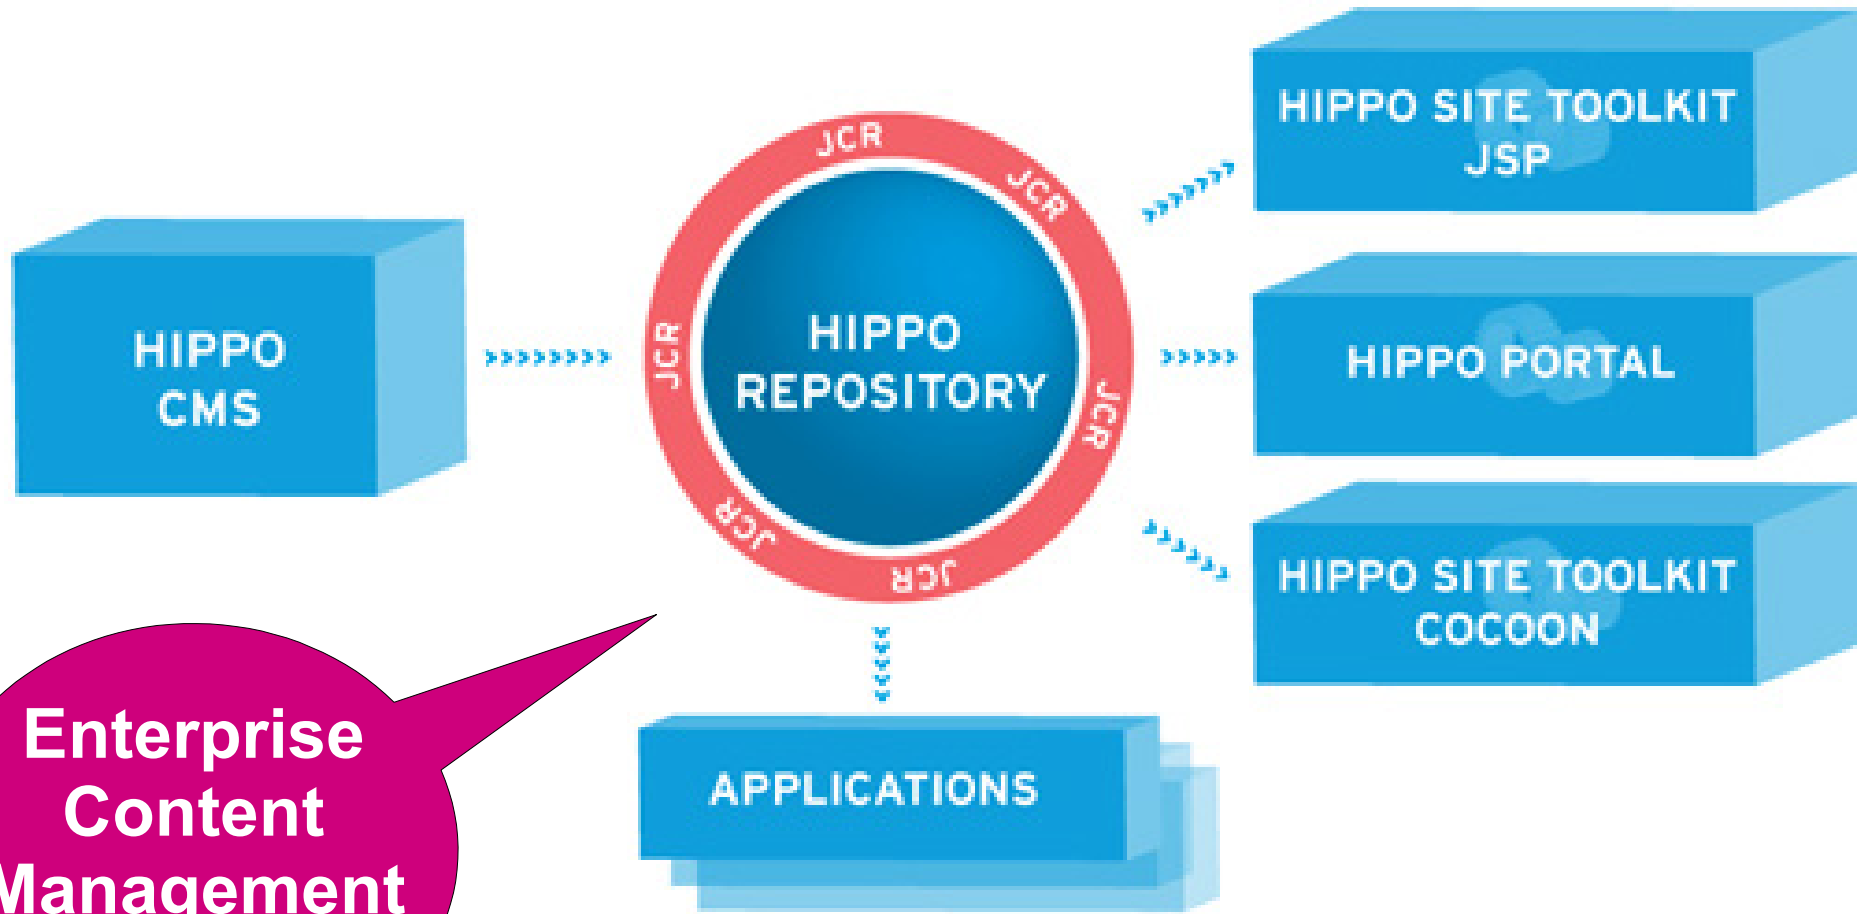 HIPPO
CMS
JCR
JCR
JCR
JCR
JCR
JCR
HIPPO
REPOSITORY
HIPPO SITE TOOLKIT
JSP
HIPPO PORTAL
HIPPO SITE TOOLKIT
COCOON
APPLICATIONS
Enterprise
Content
Management